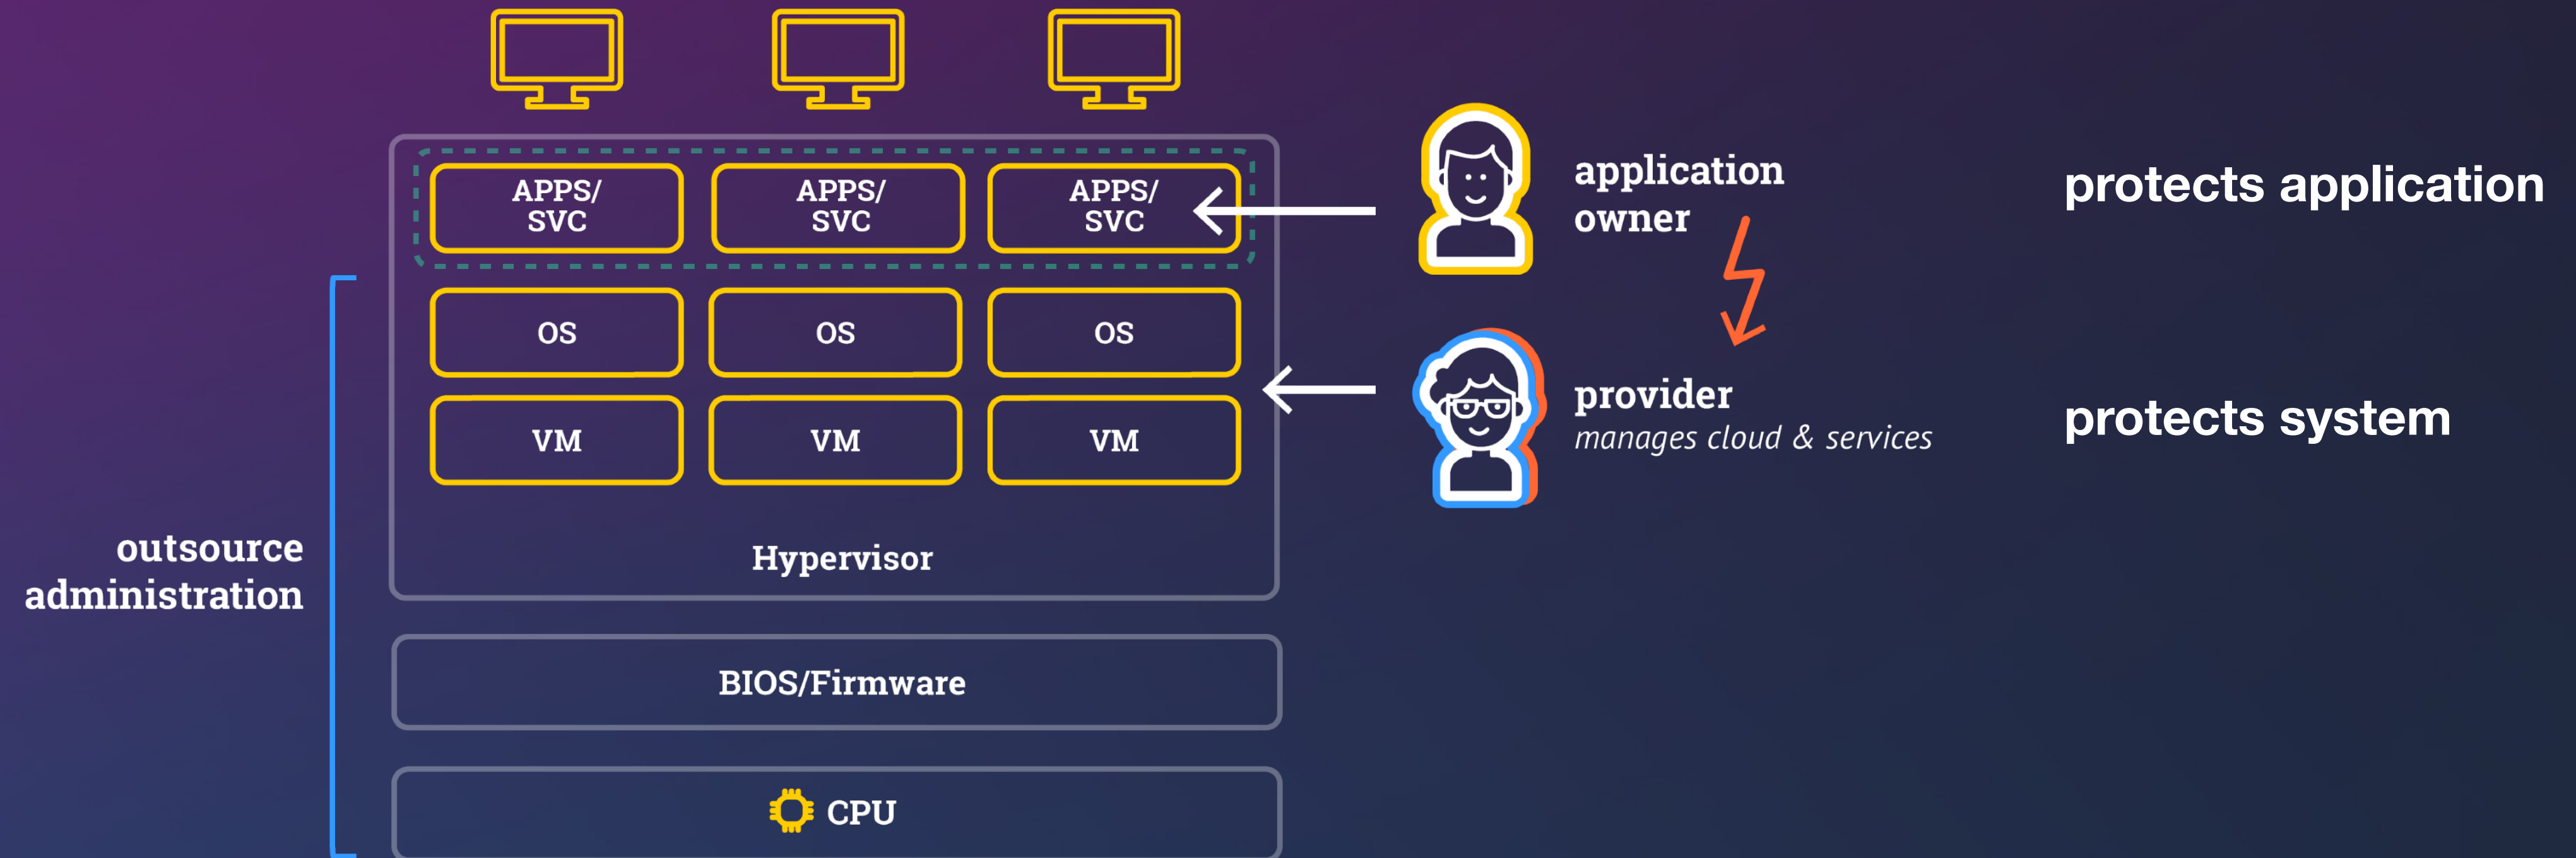 APPS/
SVC
APPS/
SVC
APPS/
SVC
application
owner
protects application
OS
OS
OS
provider
manages cloud & services
protects system
VM
VM
VM
outsource
administration
Hypervisor
BIOS/Firmware
CPU